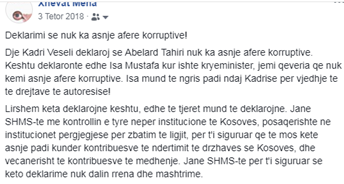 Xhevat Mena
3 Tetor 2018
Deklarimi se nuk ka asnje afere korruptive!
Dje Kadri Veseli deklaroj se Abelard Tahiri nuk ka asnje afere korruptive.
Keshtu deklaronte edhe Isa Mustafa kur ishte kryeminister, jemi qeveria qe nuk
kemi asnje afere korruptive. Isa mund te ngris padi ndaj Kadrise per vjedhje te
te drejtave te autoresise!
Lirshem keta deklarojne keshtu, edhe te tjeret mund te deklarojne. Jane
SHMS-te me kontrollin e tyre neper institucione te Kosoves, posaqerishte ne
institucionet pergjegjese per zbatim te ligjit, per t'i siguruar qe te mos kete
asnje padi kunder kontribuesve te ndertimit te drzhaves se Kosoves, dhe
vecanerisht te kontribuesve te medhenje. Jane SHMS-te per t'i siguruar se
keto deklarime nuk dalin rrena dhe mashtrime.